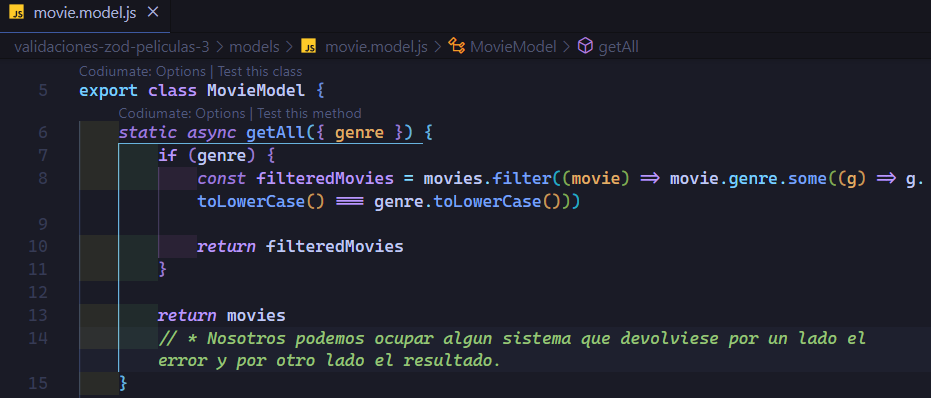 JS movie.model.js ×
validaciones-zod-peliculas-3 > models > JS movie.model.js > MovieModel > getAll
Codiumate: Options | Test this class
5 export class MovieModel {
Codiumate: Options | Test this method
6 static async getAll({ genre }) {
7 if (genre) {
8 const filteredMovies = movies.filter((movie) => movie.genre.some((g) => g.
toLowerCase() === genre.toLowerCase()))
9
10 return filteredMovies
11 }
12
13 return movies
14 // * Nosotros podemos ocupar algun sistema que devolviese por un lado el
error y por otro lado el resultado.
15 }